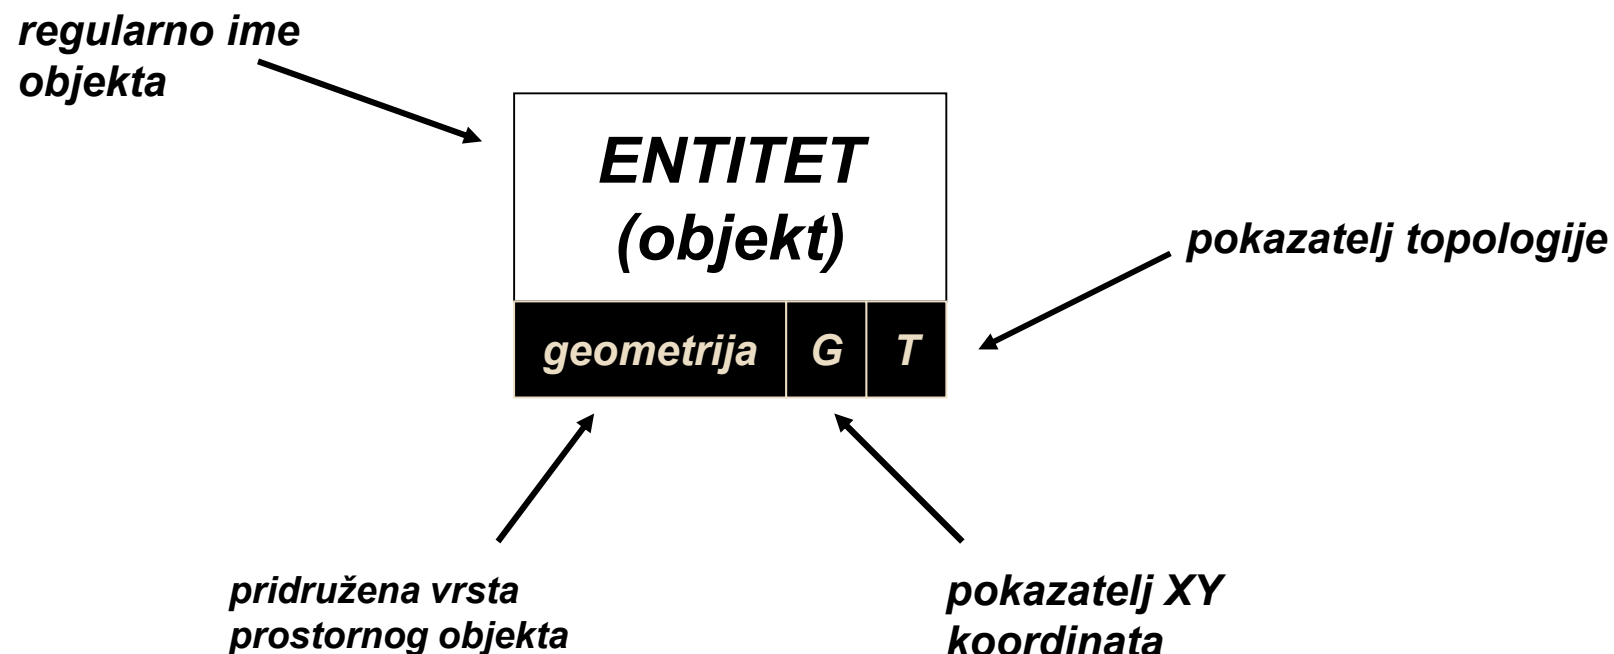 regularno ime
objekta
ENTITET
(objekt)
pokazatelj topologije
geometrija G T
pridružena vrsta
prostornog objekta
pokazatelj XY
koordinata